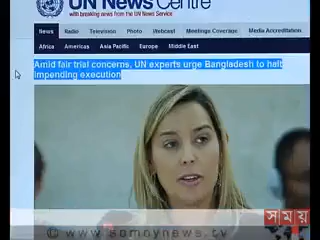 UN News Centre
with breaking news from the UN News Service
News Radio Television Photo Webcast Meetings Coverage Media Accreditation
Africa Americas Asia Pacific Europe Middle East
Amid fair trial concerns, UN experts urge Bangladesh to halt
impending execution
সময়
www.somoynews.tv